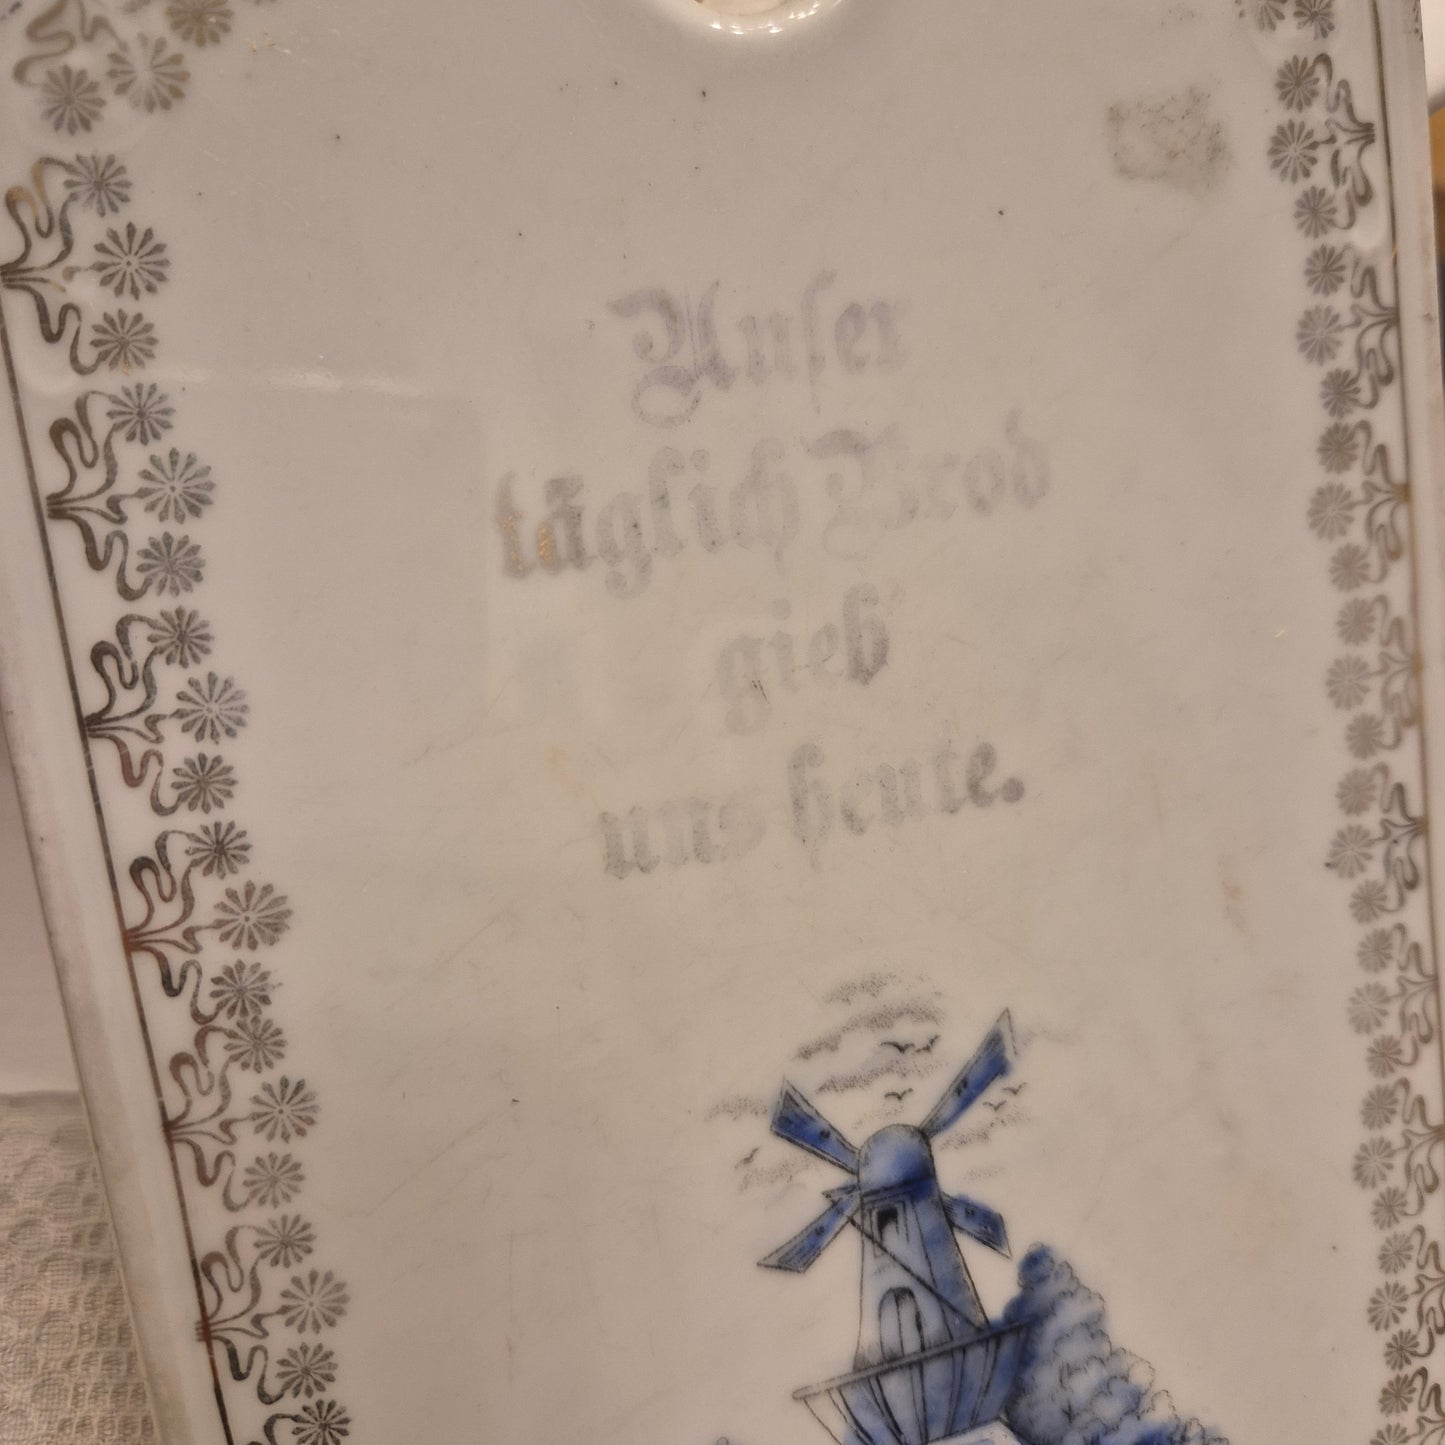 Unser
täglich Brod
gieb
uns heute.